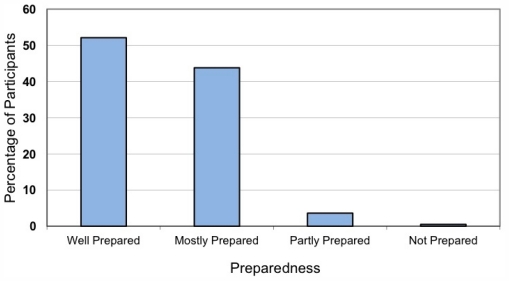 60
50
40
30
20
10
0
Percentage of Participants
Well Prepared
Mostly Prepared
Partly Prepared
Not Prepared
Preparedness